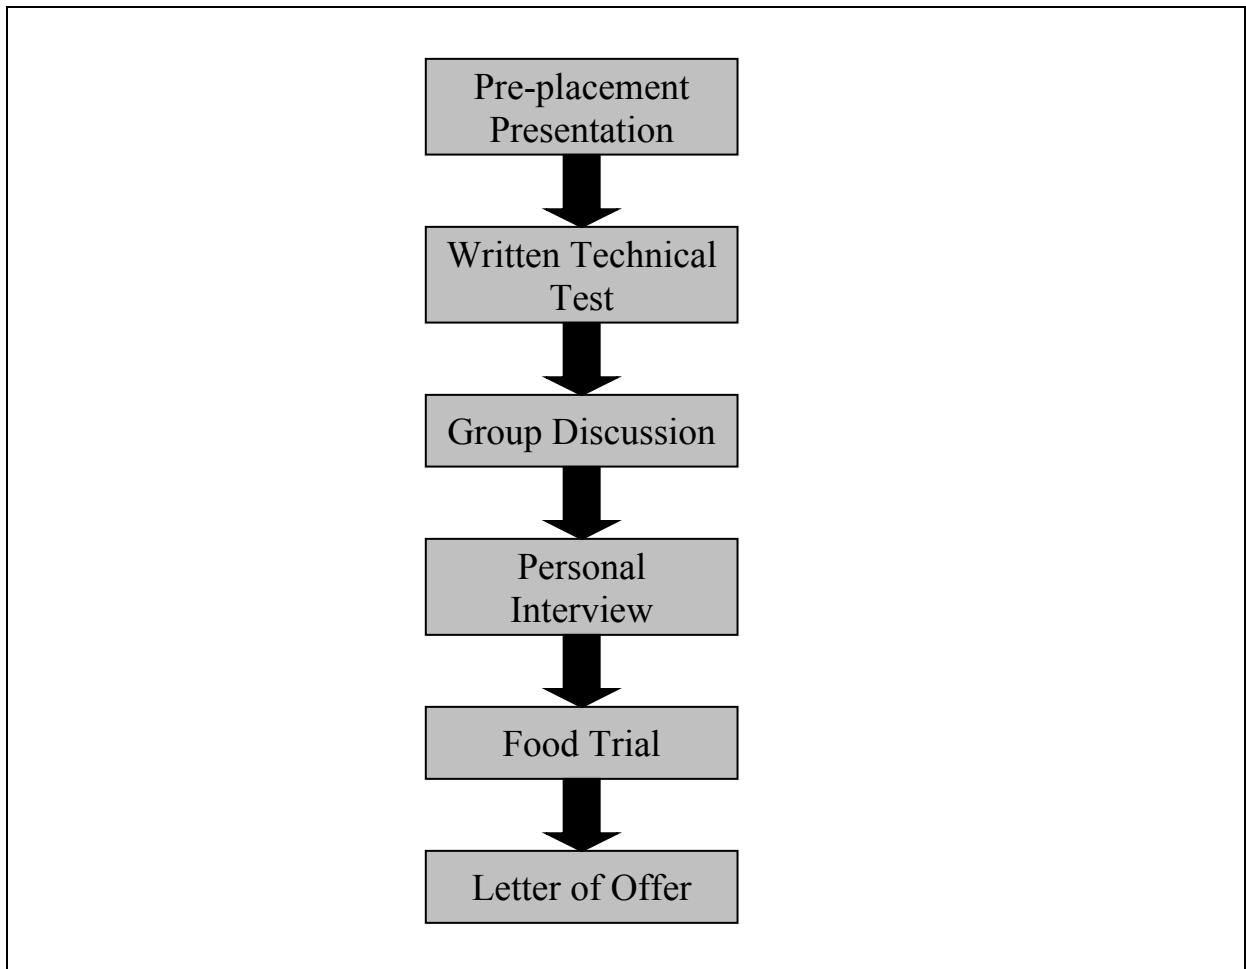 Pre-placement
Presentation
Written Technical
Test
Group Discussion
Personal
Interview
Food Trial
Letter of Offer